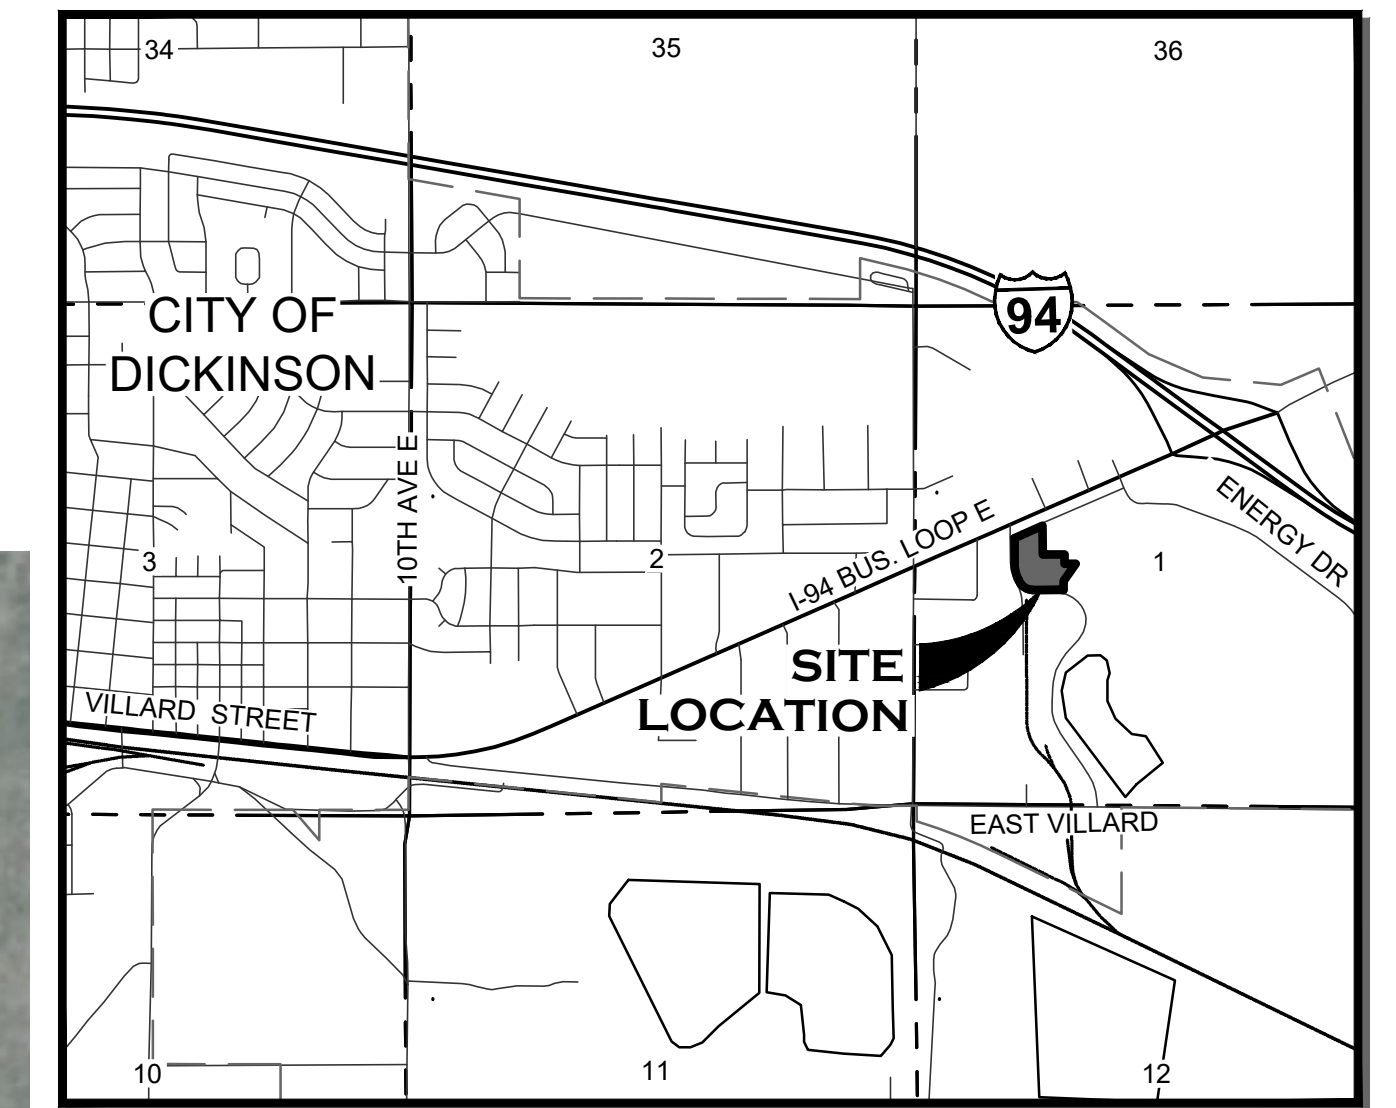 34
35
36
94
CITY OF
DICKINSON
10TH AVE E
ENERGY DR
I-94 BUS. LOOP E
3
2
1
SITE
LOCATION
VILLARD STREET
EAST VILLARD
10
11
12